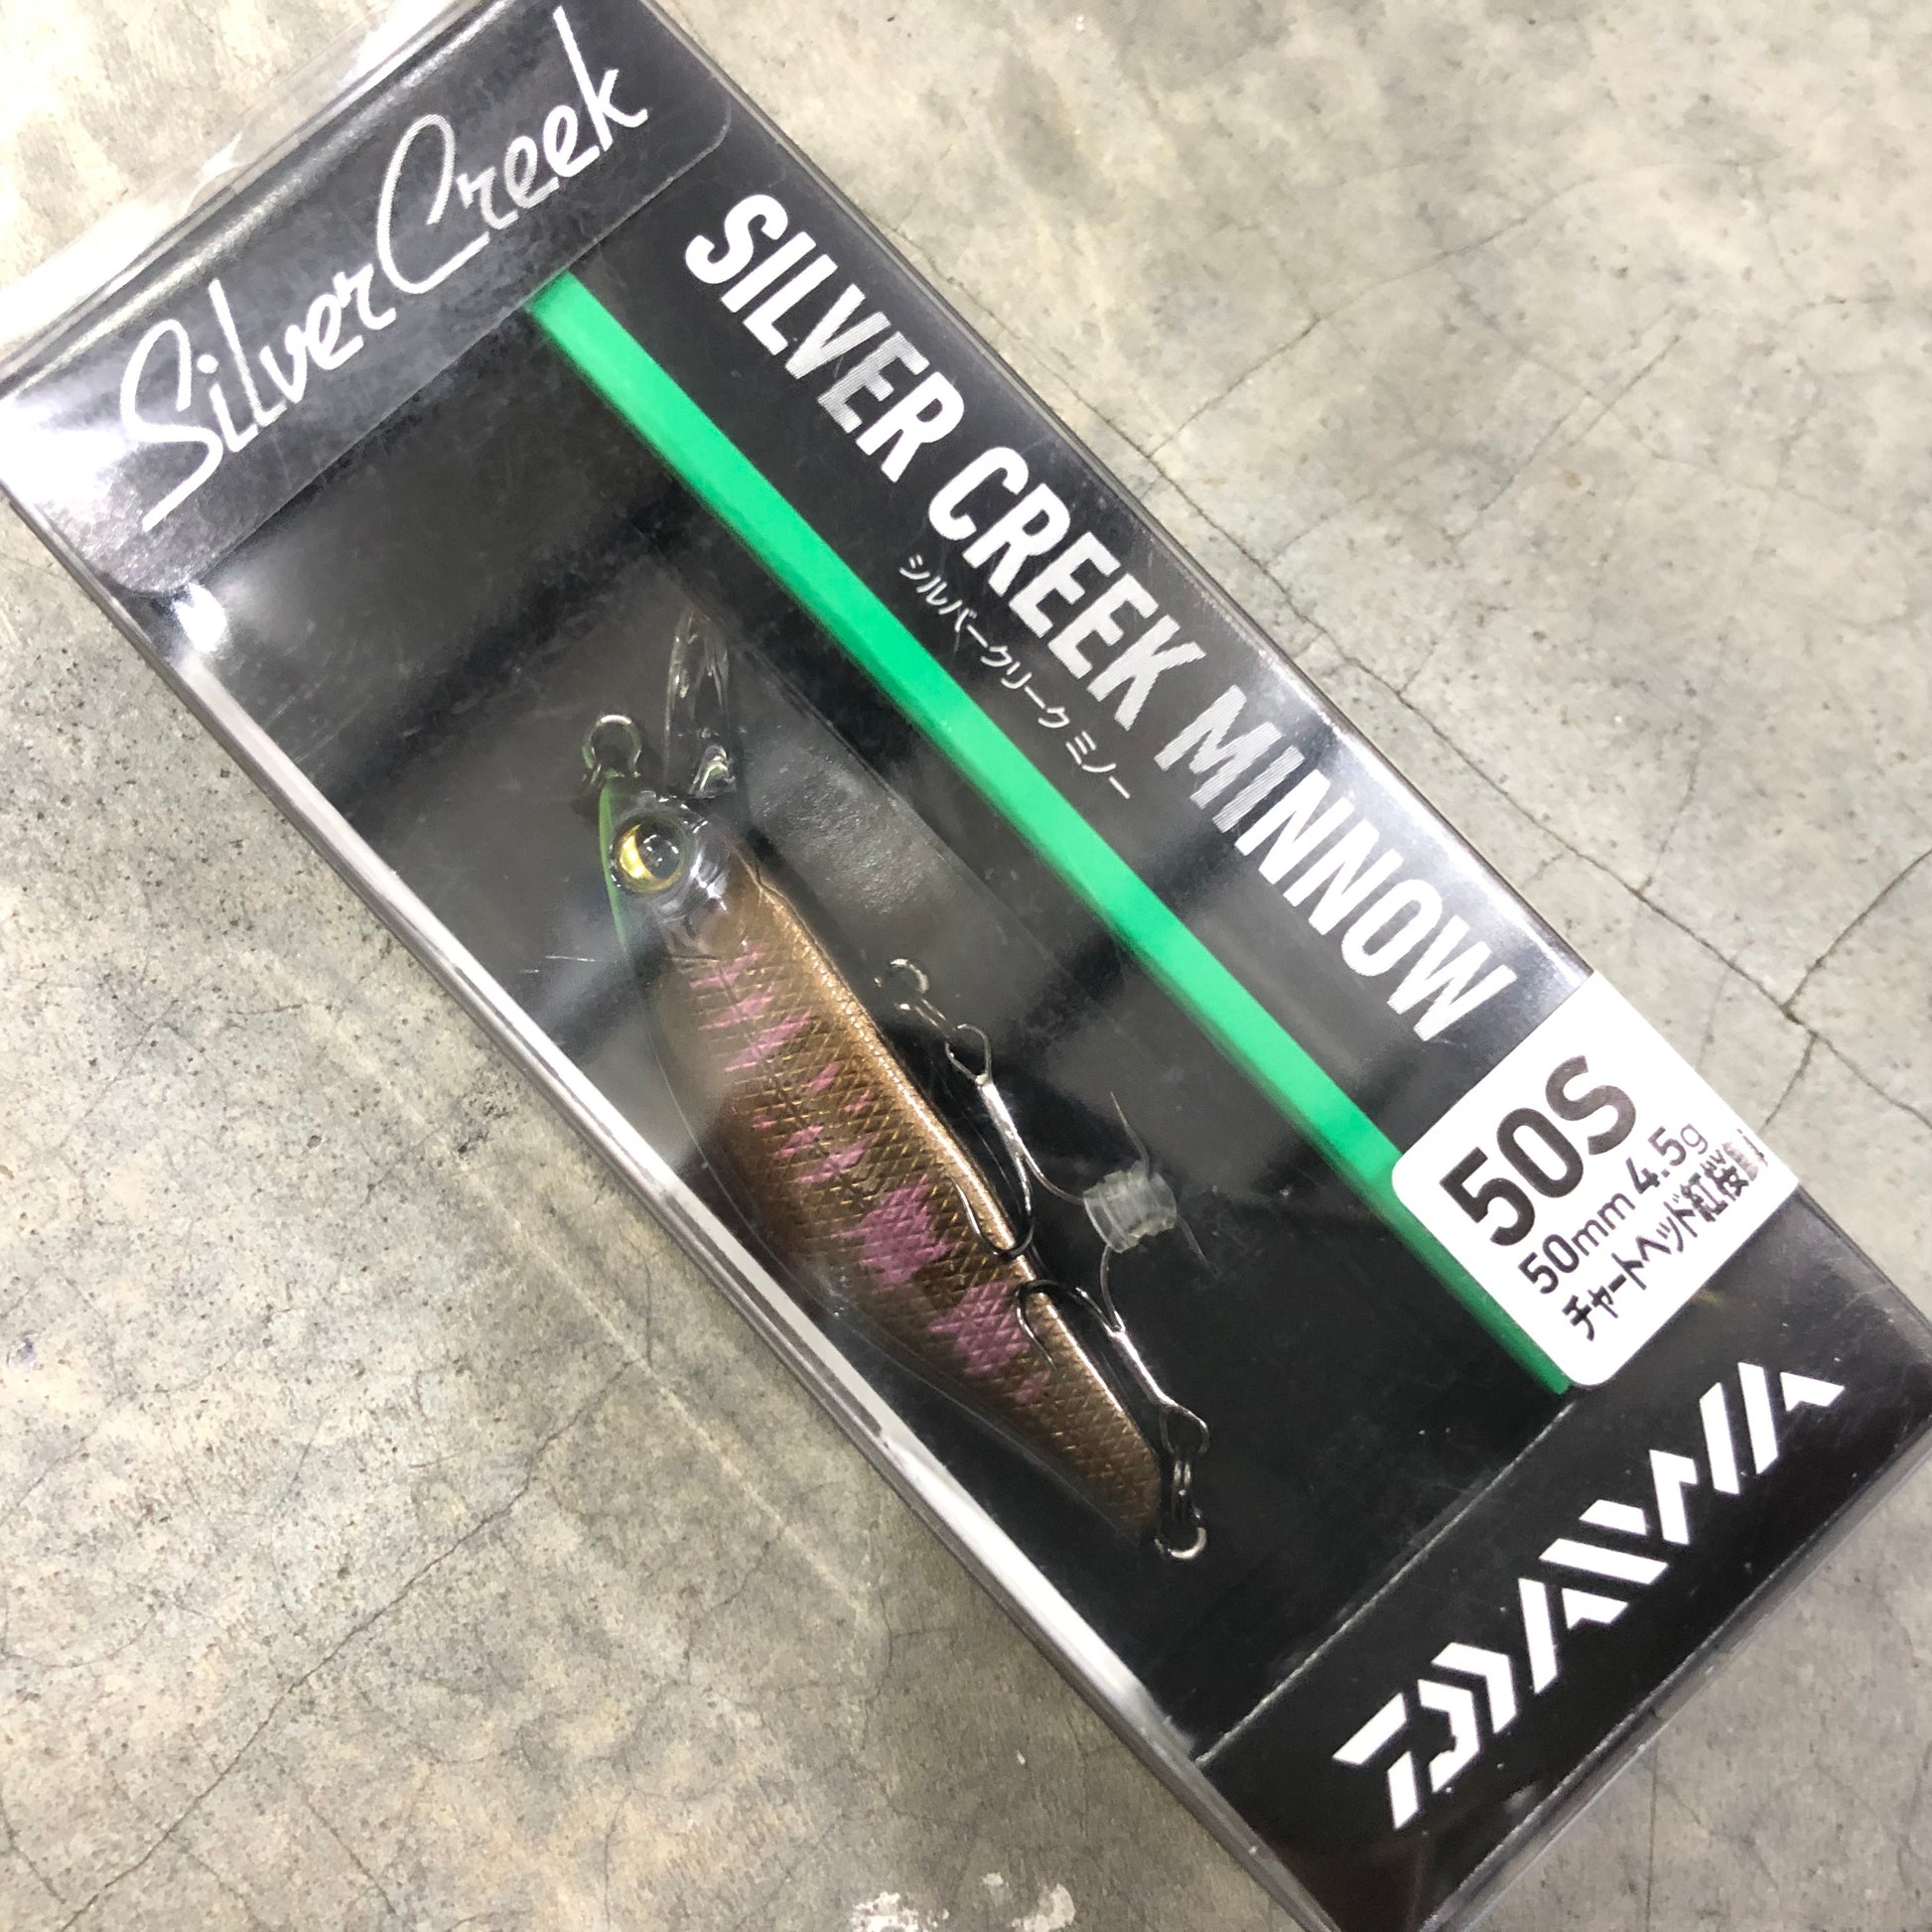 Silver Creek
SILVER CREEK MINNOW
シルバークリーク ミノー
50S
50mm 4.5g
チャートヘッド紅桜
DAIWA